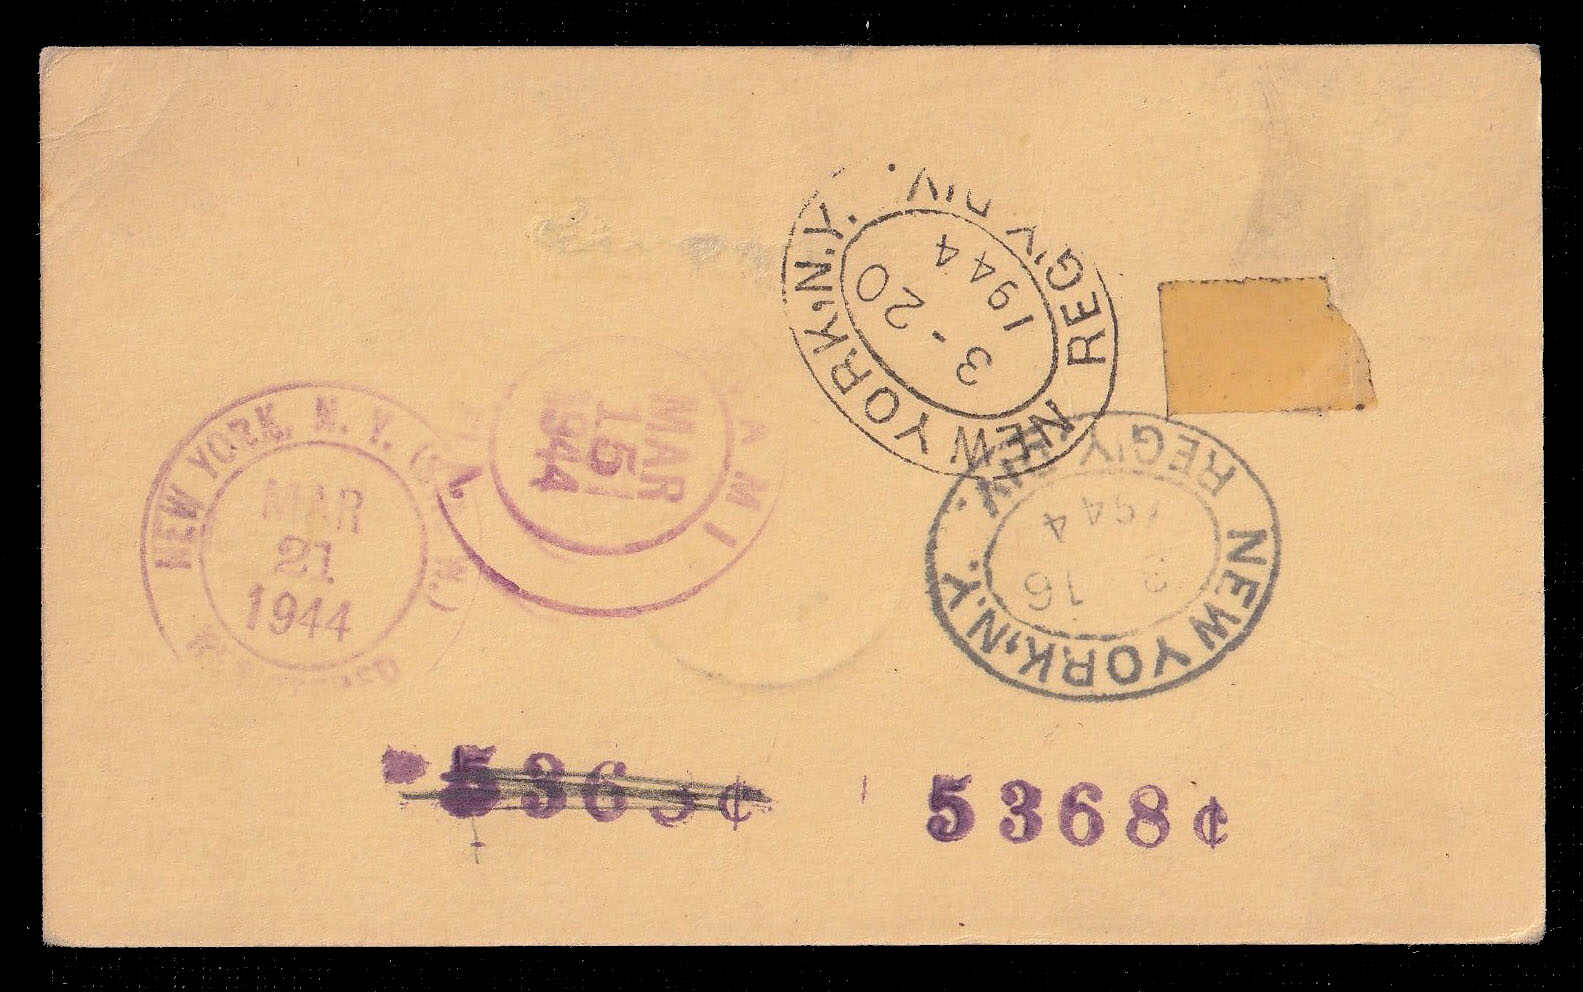 NEW YORK, N.Y.
REG'Y DIV.
3-20
1944
MAR
15
1944
AMI
NEW YORK, N.Y.
REG'Y DIV.
16
1944
NEW YORK, N. Y.
MAR
21
1944
5368¢